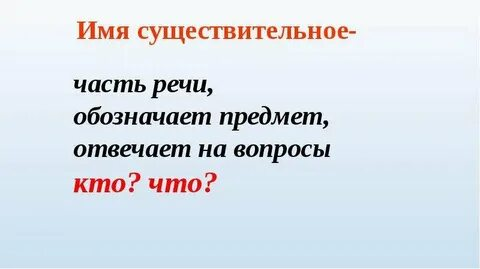 Имя существительное-
часть речи,
обозначает предмет,
отвечает на вопросы
кто? что?